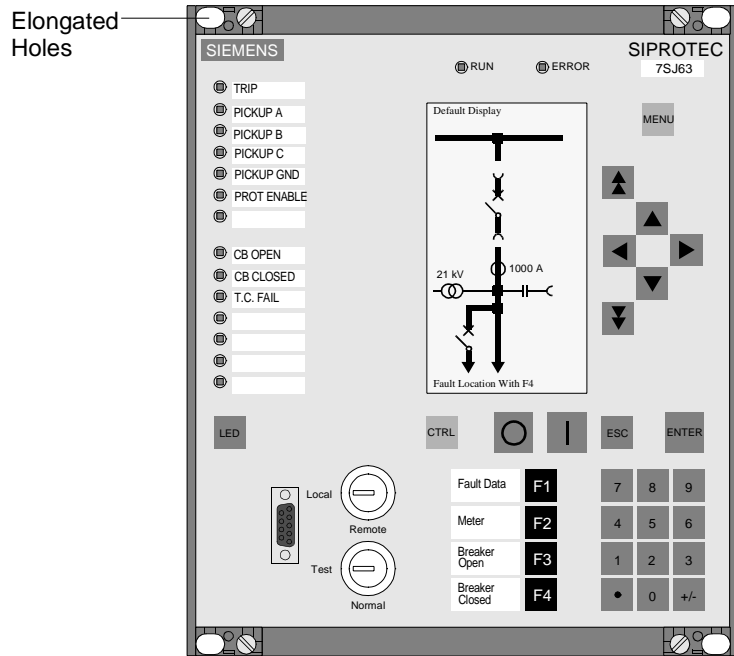 Elongated
Holes
SIEMENS
SIPROTEC
7SJ63
RUN
ERROR
TRIP
PICKUP A
PICKUP B
PICKUP C
PICKUP GND
PROT ENABLE
CB OPEN
CB CLOSED
T.C. FAIL
Default Display
21 kV
1000 A
Fault Location With F4
MENU
LED
CTRL
ESC
ENTER
Local
Remote
Test
Normal
Fault Data
F1
Meter
F2
Breaker
Open
F3
Breaker
Closed
F4
7 8 9
4 5 6
1 2 3
• 0 +/-